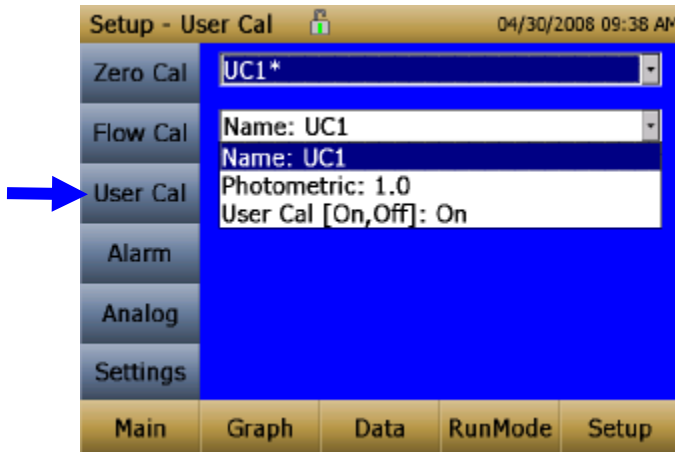 Setup - User Cal 04/30/2008 09:38 AM
Zero Cal
UC1*
Flow Cal
Name: UC1
Name: UC1
User Cal
Photometric: 1.0
User Cal [On,Off]: On
Alarm
Analog
Settings
Main Graph Data RunMode Setup